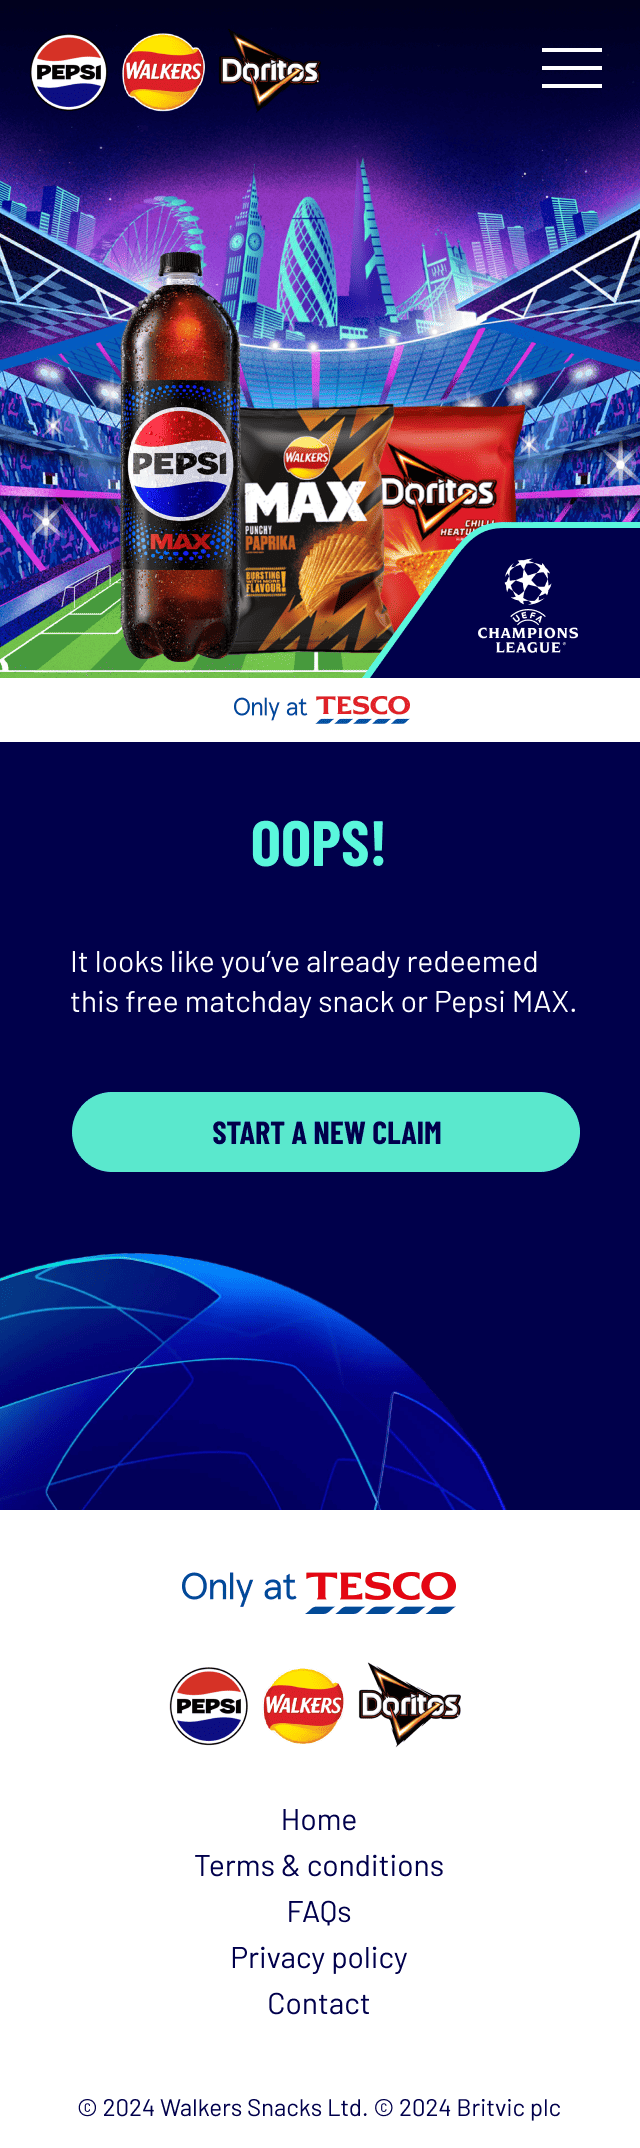 PEPSI WALKERS Doritos
PEPSI
MAX
WALKERS
MAX
PUNCHY
PAPRIKA
BURSTING
WITH MORE
FLAVOUR!
Doritos
CHILLI
UEFA
CHAMPIONS
LEAGUE
Only at TESCO
OOPS!
It looks like you’ve already redeemed
this free matchday snack or Pepsi MAX.
START A NEW CLAIM
Only at TESCO
PEPSI WALKERS Doritos
Home
Terms & conditions
FAQs
Privacy policy
Contact
© 2024 Walkers Snacks Ltd. © 2024 Britvic plc